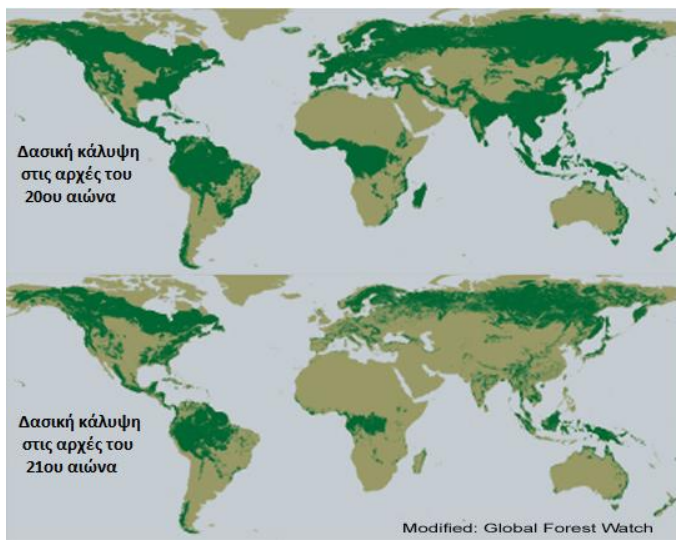 Δασική κάλυψη
στις αρχές του
20ου αιώνα
Δασική κάλυψη
στις αρχές του
21ου αιώνα
Modified: Global Forest Watch